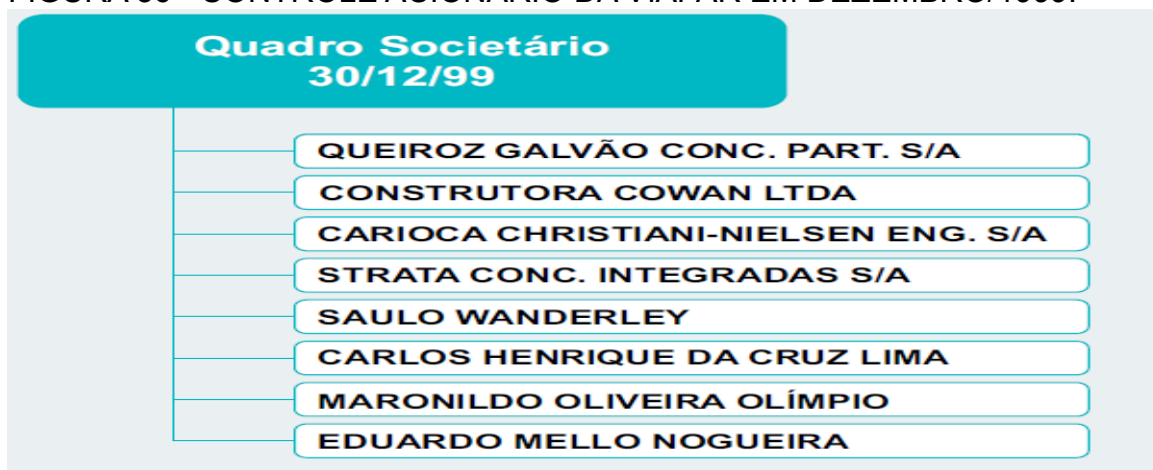 Quadro Societário
30/12/99
QUEIROZ GALVÃO CONC. PART. S/A
CONSTRUTORA COWAN LTDA
CARIOCA CHRISTIANI-NIELSEN ENG. S/A
STRATA CONC. INTEGRADAS S/A
SAULO WANDERLEY
CARLOS HENRIQUE DA CRUZ LIMA
MARONILDO OLIVEIRA OLÍMPIO
EDUARDO MELLO NOGUEIRA